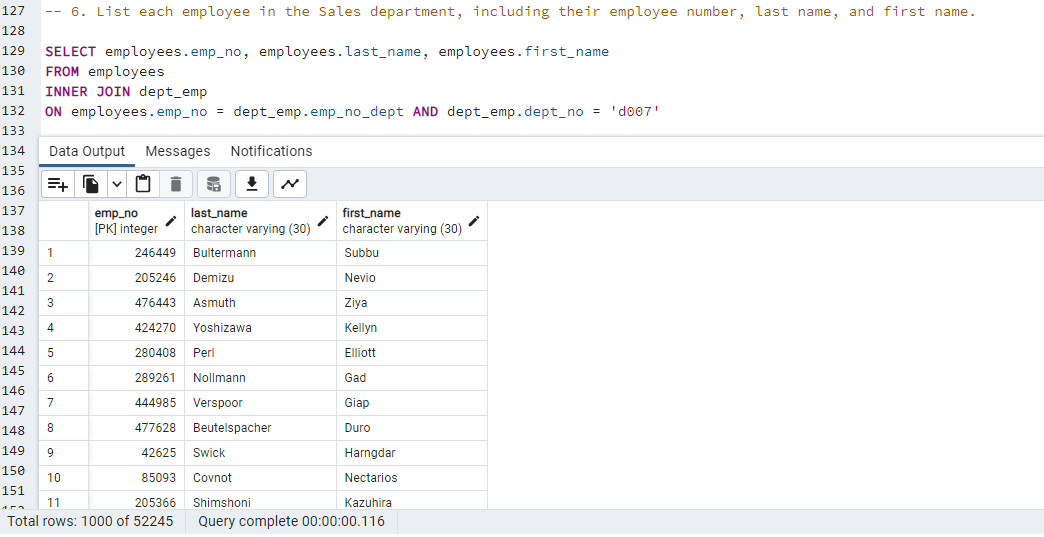 127 -- 6. List each employee in the Sales department, including their employee number, last name, and first name.
128
129 SELECT employees.emp_no, employees.last_name, employees.first_name
130 FROM employees
131 INNER JOIN dept_emp
132 ON employees.emp_no = dept_emp.emp_no_dept AND dept_emp.dept_no = 'd007'
133
134
Data Output Messages Notifications
135
136
137
emp_no last_name first_name
138
[PK] integer character varying (30) character varying (30)
139
1 246449 Bultermann Subbu
140
2 205246 Demizu Nevio
141
3 476443 Asmuth Ziya
142
143
4 424270 Yoshizawa Kellyn
144
5 280408 Perl Elliott
145
6 289261 Nollmann Gad
146
7 444985 Verspoor Giap
147
148
8 477628 Beutelspacher Duro
149
9 42625 Swick Harngdar
150
10 85093 Covnot Nectarios
151
11 205366 Shimshoni Kazuhira
Total rows: 1000 of 52245 Query complete 00:00:00.116